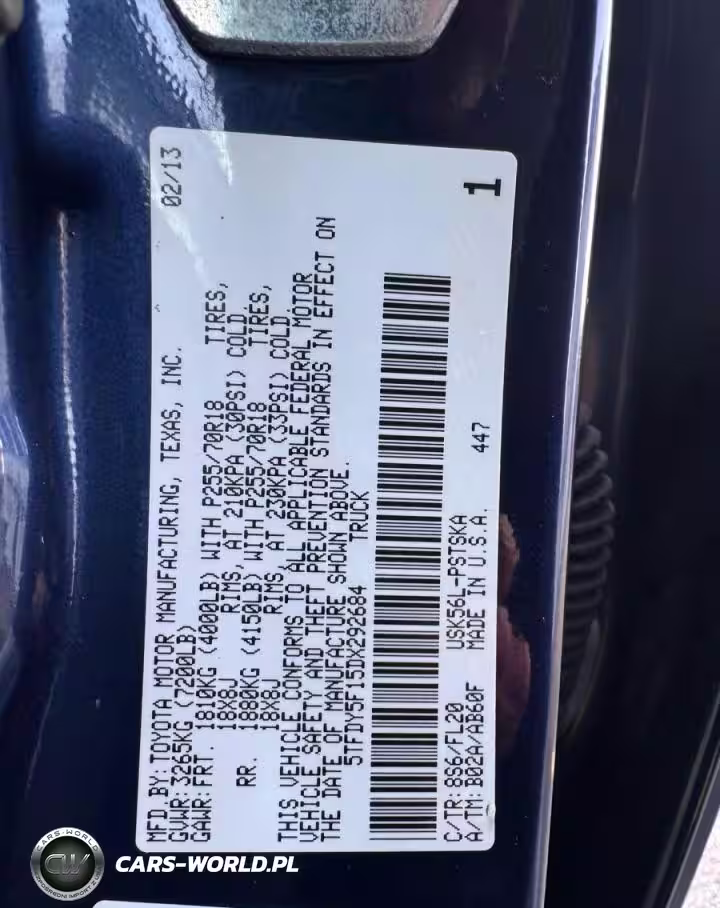 MFD.BY:TOYOTA MOTOR MANUFACTURING, TEXAS, INC. 02/13
GVWR:3265KG (7200LB)
GAWR:FRT. 1810KG (4000LB) WITH P255/70R18 TIRES,
18X8J RIMS, AT 210KPA (30PSI) COLD.
RR. 1880KG (4150LB) WITH P255/70R18 TIRES,
18X8J RIMS, AT 230KPA (33PSI) COLD.
THIS VEHICLE CONFORMS TO ALL APPLICABLE FEDERAL MOTOR
VEHICLE SAFETY AND THEFT PREVENTION STANDARDS IN EFFECT ON
THE DATE OF MANUFACTURE SHOWN ABOVE.
5TFDY5F15DX292684 TRUCK
C/TR:8S6/FL20 USK56L-PSTSKA
A/TM:B02A/AB60F MADE IN U.S.A. 447
1
CARS-WORLD
CW
CARS-WORLD.PL